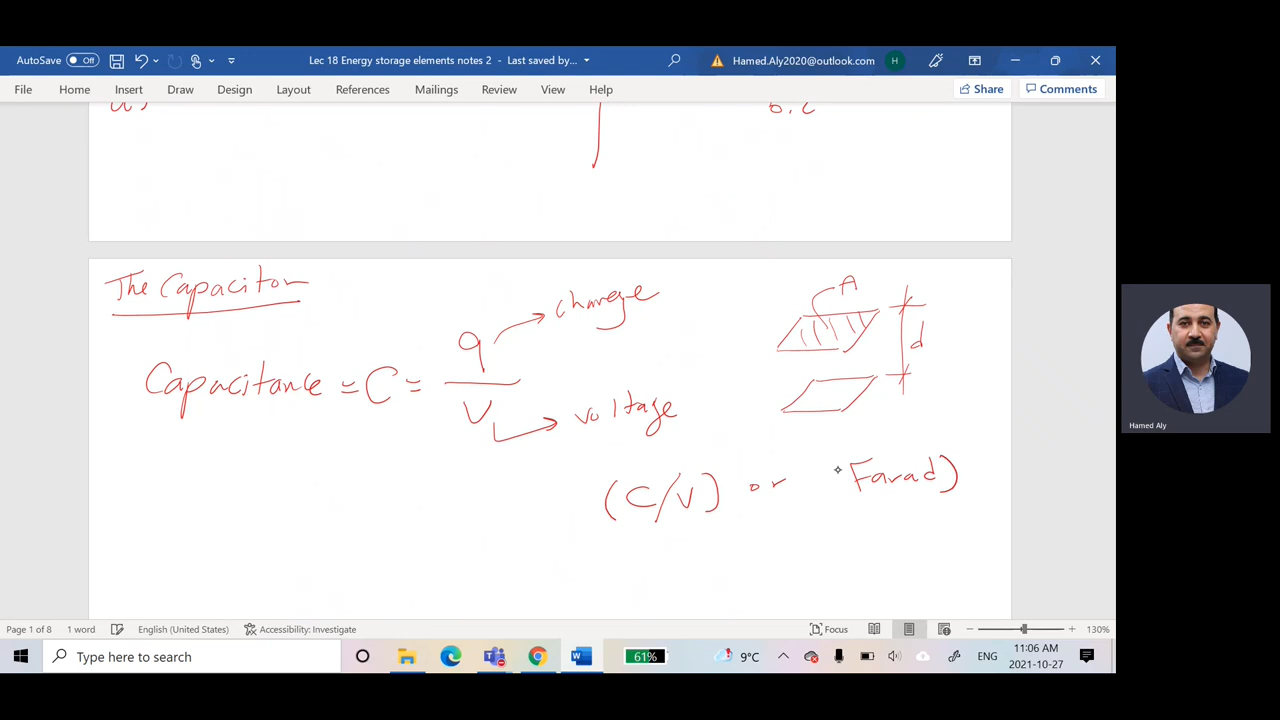 AutoSave Off
Lec 18 Energy storage elements notes 2 - Last saved by...
Hamed.Aly2020@outlook.com H
File Home Insert Draw Design Layout References Mailings Review View Help Share Comments
The Capacitor
A
charge
q
d
Capacitance = C =
v
voltage
(C/V) or Farad)
Hamed Aly
Page 1 of 8 1 word English (United States) Accessibility: Investigate Focus 130%
Type here to search 61% 9°C ENG 11:06 AM
2021-10-27